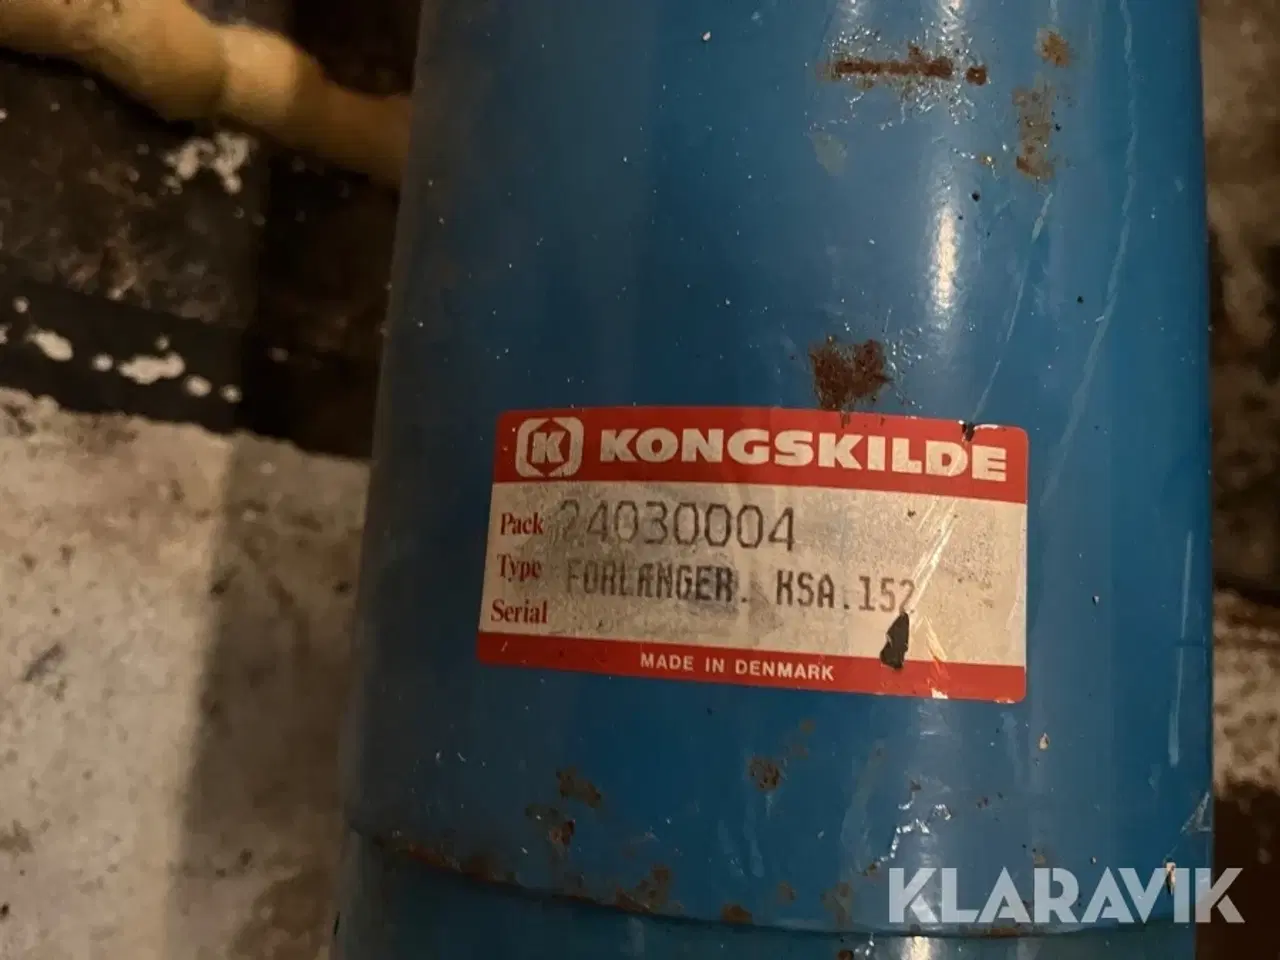 K KONGSKILDE
Pack 24030004
Type FORLÆNGER. KSA.152
Serial
MADE IN DENMARK
KLARAVIK